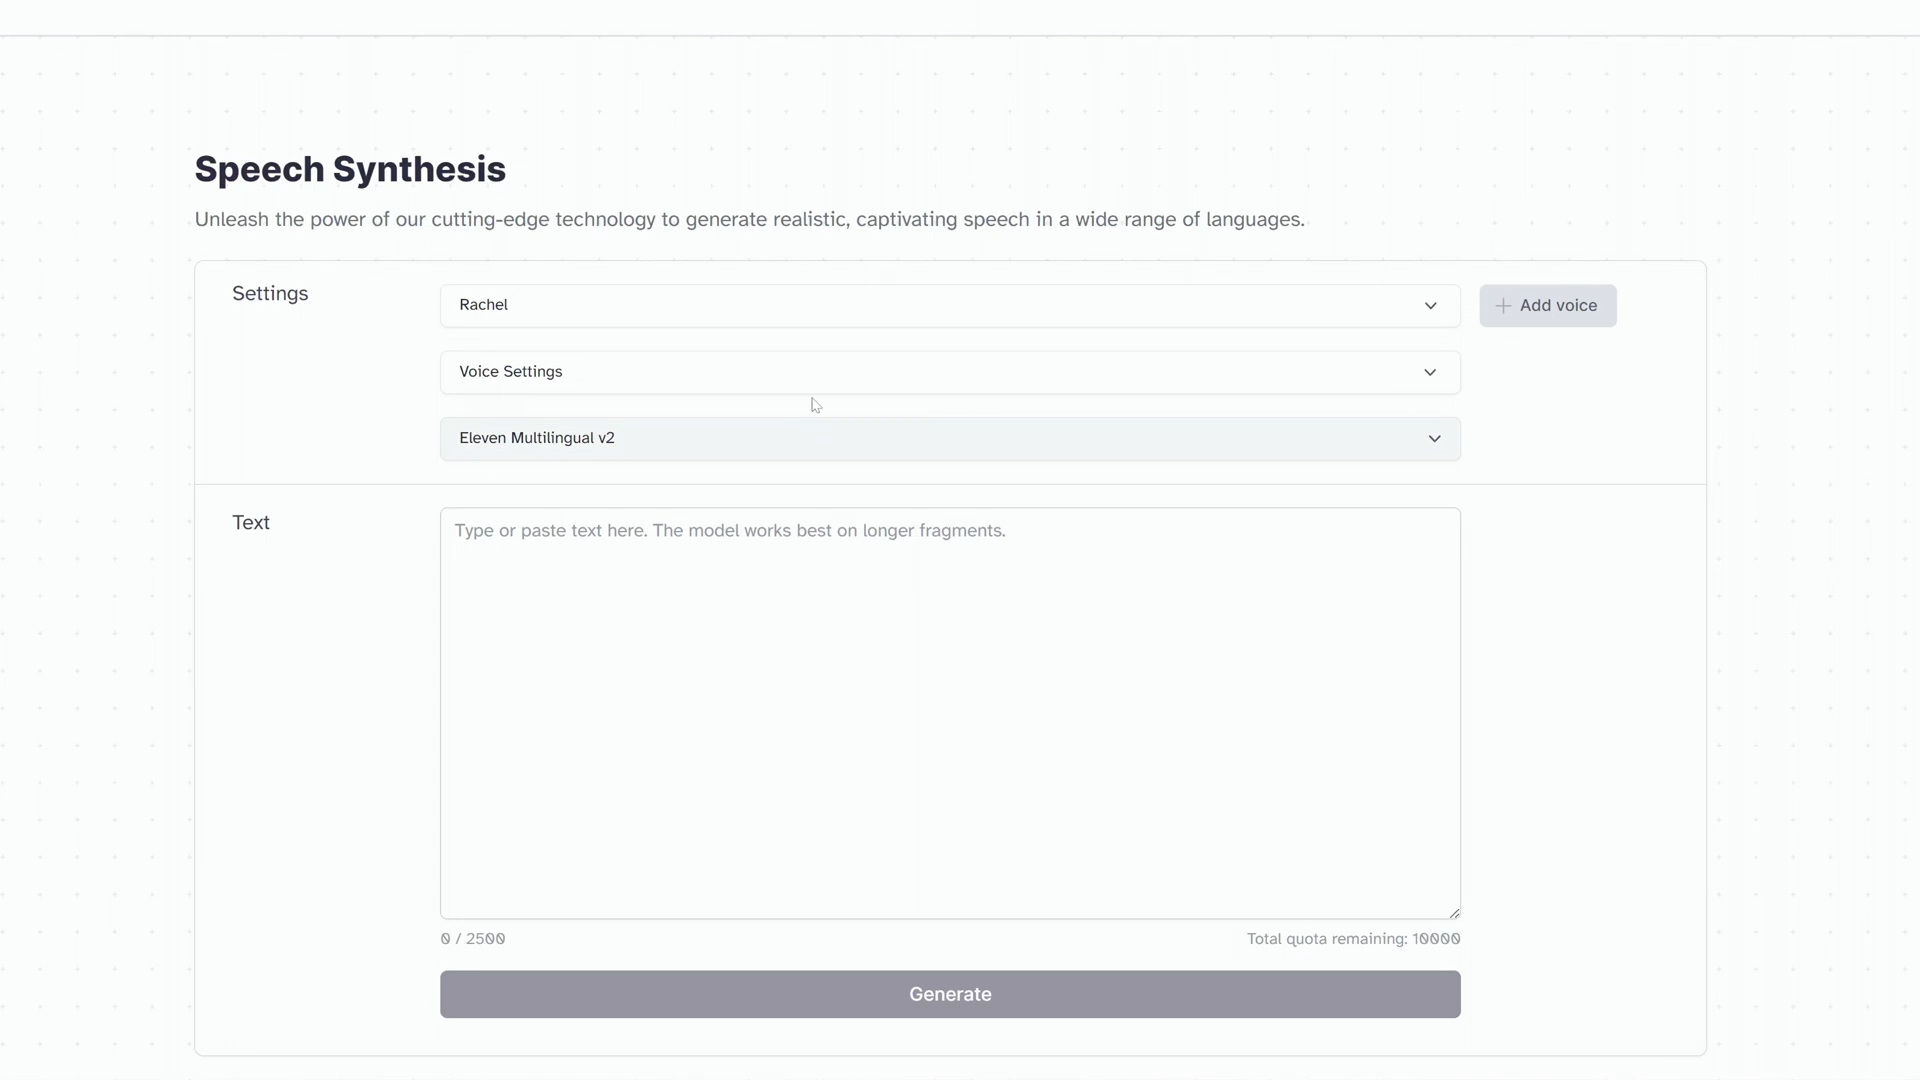 Speech Synthesis
Unleash the power of our cutting-edge technology to generate realistic, captivating speech in a wide range of languages.
Settings
Rachel
Add voice
Voice Settings
Eleven Multilingual v2
Text
Type or paste text here. The model works best on longer fragments.
0 / 2500
Total quota remaining: 10000
Generate